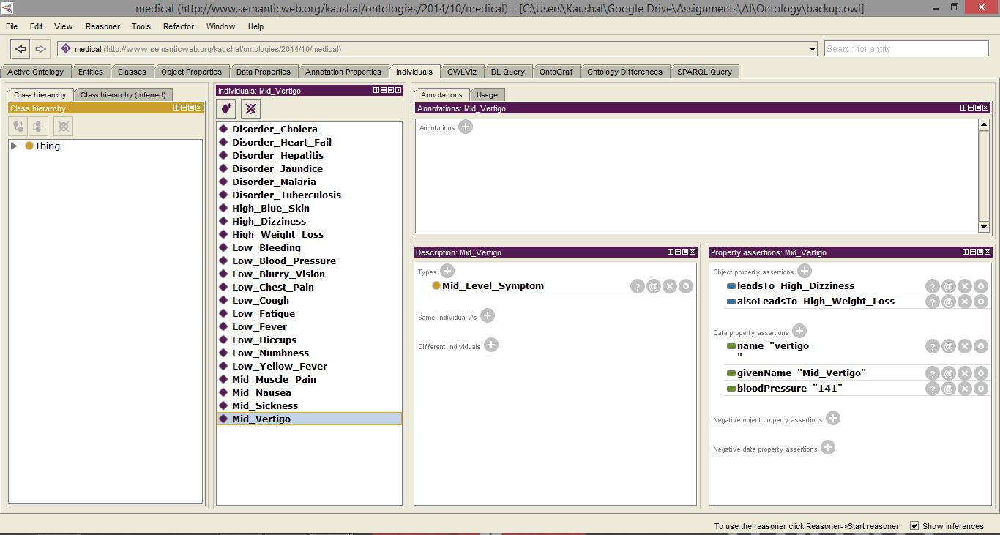 medical (http://www.semanticweb.org/kaushal/ontologies/2014/10/medical) : [C:\Users\Kaushal\Google Drive\Assignments\AI\Ontology\backup.owl]
File Edit View Reasoner Tools Refactor Window Help
medical (http://www.semanticweb.org/kaushal/ontologies/2014/10/medical)
Search for entity
Active Ontology Entities Classes Object Properties Data Properties Annotation Properties Individuals OWLViz DL Query OntoGraf Ontology Differences SPARQL Query
Class hierarchy Class hierarchy (inferred)
Class hierarchy:
Thing
Individuals: Mid_Vertigo
Disorder_Cholera
Disorder_Heart_Fail
Disorder_Hepatitis
Disorder_Jaundice
Disorder_Malaria
Disorder_Tuberculosis
High_Blue_Skin
High_Dizziness
High_Weight_Loss
Low_Bleeding
Low_Blood_Pressure
Low_Blurry_Vision
Low_Chest_Pain
Low_Cough
Low_Fatigue
Low_Fever
Low_Hiccups
Low_Numbness
Low_Yellow_Fever
Mid_Muscle_Pain
Mid_Nausea
Mid_Sickness
Mid_Vertigo
Annotations Usage
Annotations: Mid_Vertigo
Annotations
Description: Mid_Vertigo
Types
Mid_Level_Symptom
Same Individual As
Different Individuals
Property assertions: Mid_Vertigo
Object property assertions
leadsTo High_Dizziness
alsoLeadsTo High_Weight_Loss
Data property assertions
name "vertigo
"
givenName "Mid_Vertigo"
bloodPressure "141"
Negative object property assertions
Negative data property assertions
To use the reasoner click Reasoner->Start reasoner Show Inferences